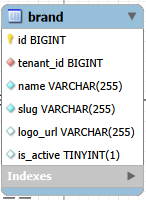 brand
id BIGINT
tenant_id BIGINT
name VARCHAR(255)
slug VARCHAR(255)
logo_url VARCHAR(255)
is_active TINYINT(1)
Indexes